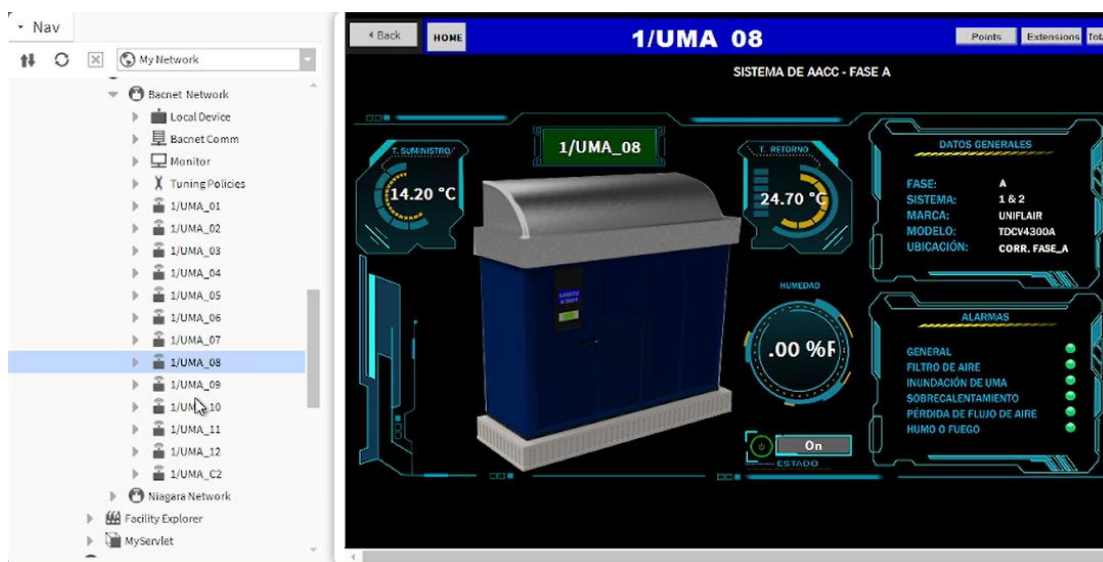 Nav
My Network
Bacnet Network
Local Device
Bacnet Comm
Monitor
Tuning Policies
1/UMA_01
1/UMA_02
1/UMA_03
1/UMA_04
1/UMA_05
1/UMA_06
1/UMA_07
1/UMA_08
1/UMA_09
1/UMA_10
1/UMA_11
1/UMA_12
1/UMA_C2
Niagara Network
Facility Explorer
MyServlet
Back HOME 1/UMA 08 Points Extensions Tot
SISTEMA DE AACC - FASE A
T. SUMINISTRO
14.20 °C
1/UMA_08
T. RETORNO
24.70 °C
HUMEDAD
.00 %F
On
ESTADO
DATOS GENERALES
FASE: A
SISTEMA: 1 & 2
MARCA: UNIFLAIR
MODELO: TDCV4300A
UBICACIÓN: CORR. FASE_A
ALARMAS
GENERAL
FILTRO DE AIRE
INUNDACIÓN DE UMA
SOBRECALENTAMIENTO
PÉRDIDA DE FLUJO DE AIRE
HUMO O FUEGO